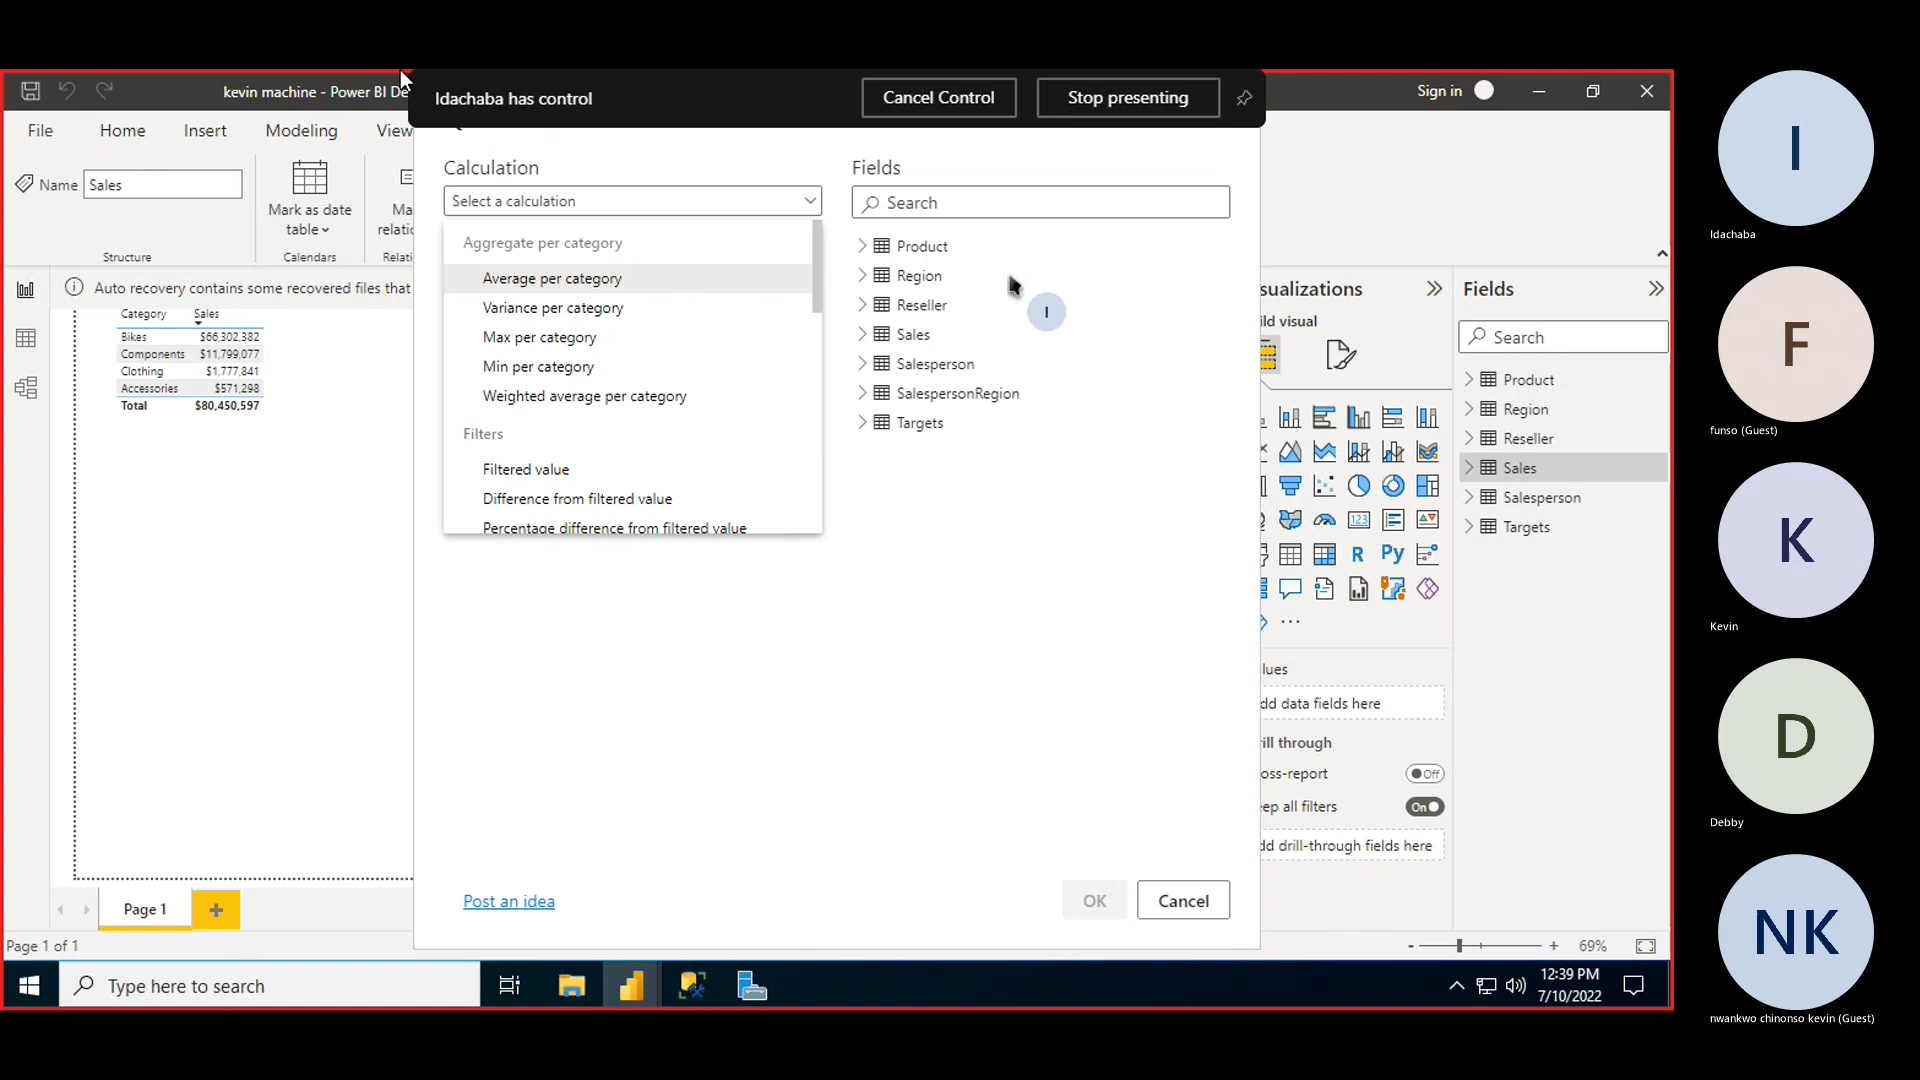 kevin machine - Power BI De
Idachaba has control
Cancel Control
Stop presenting
Sign in
File
Home
Insert
Modeling
View
Name
Sales
Mark as date
table
Ma
relatio
Structure
Calendars
Relati
Auto recovery contains some recovered files that
Category Sales
Bikes $66,302,382
Components $11,799,077
Clothing $1,777,841
Accessories $571,298
Total $80,450,597
Calculation
Select a calculation
Aggregate per category
Average per category
Variance per category
Max per category
Min per category
Weighted average per category
Filters
Filtered value
Difference from filtered value
Percentage difference from filtered value
Fields
Search
Product
Region
Reseller
Sales
Salesperson
SalespersonRegion
Targets
I
Post an idea
OK
Cancel
sualizations
ild visual
123
R
Py
lues
dd data fields here
ill through
oss-report
Off
ep all filters
On
dd drill-through fields here
Fields
Search
Product
Region
Reseller
Sales
Salesperson
Targets
Page 1
Page 1 of 1
69%
Type here to search
12:39 PM
7/10/2022
I
Idachaba
F
funso (Guest)
K
Kevin
D
Debby
NK
nwankwo chinonso kevin (Guest)